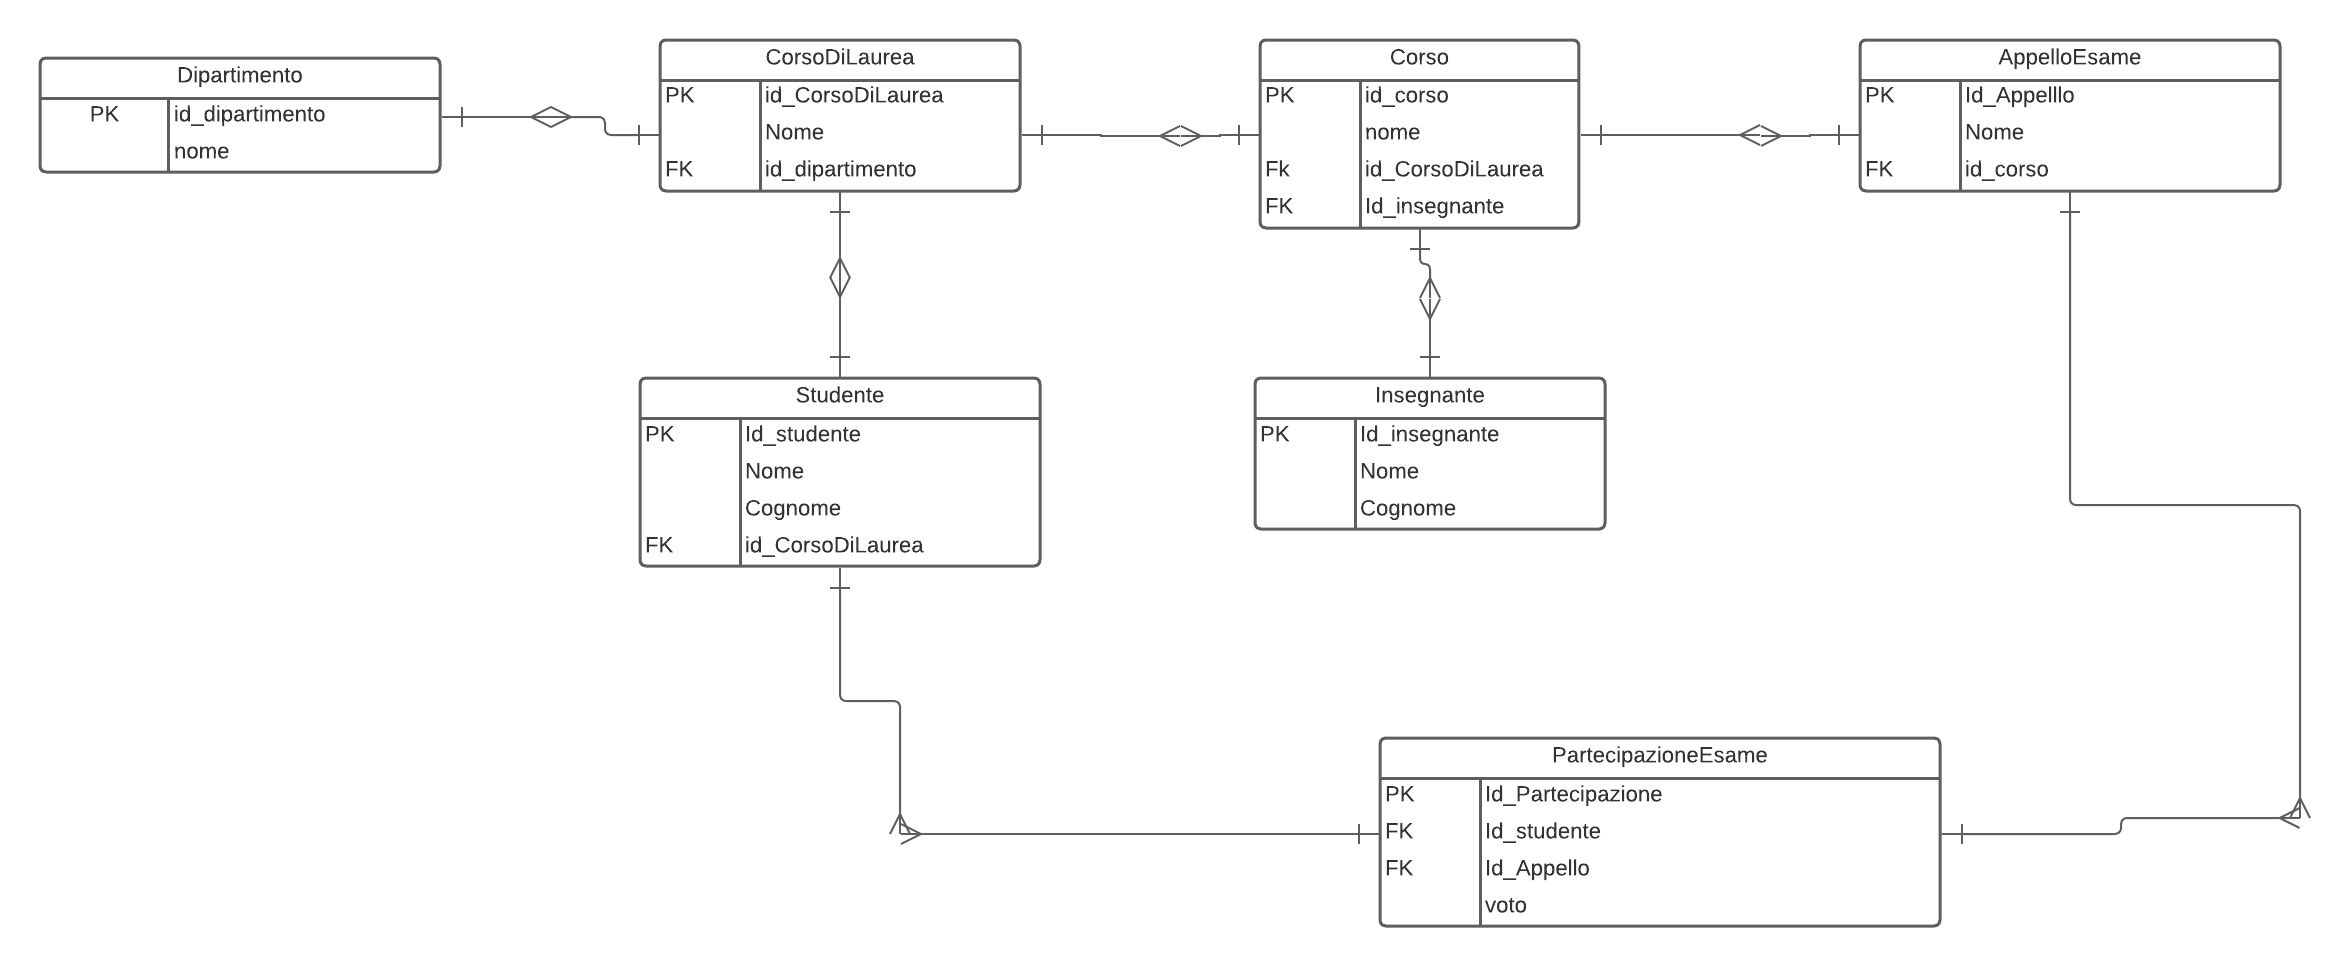 Dipartimento
PK id_dipartimento
nome
CorsoDiLaurea
PK id_CorsoDiLaurea
Nome
FK id_dipartimento
Corso
PK id_corso
nome
Fk id_CorsoDiLaurea
FK Id_insegnante
AppelloEsame
PK Id_Appelllo
Nome
FK id_corso
Studente
PK Id_studente
Nome
Cognome
FK id_CorsoDiLaurea
Insegnante
PK Id_insegnante
Nome
Cognome
PartecipazioneEsame
PK Id_Partecipazione
FK Id_studente
FK Id_Appello
voto